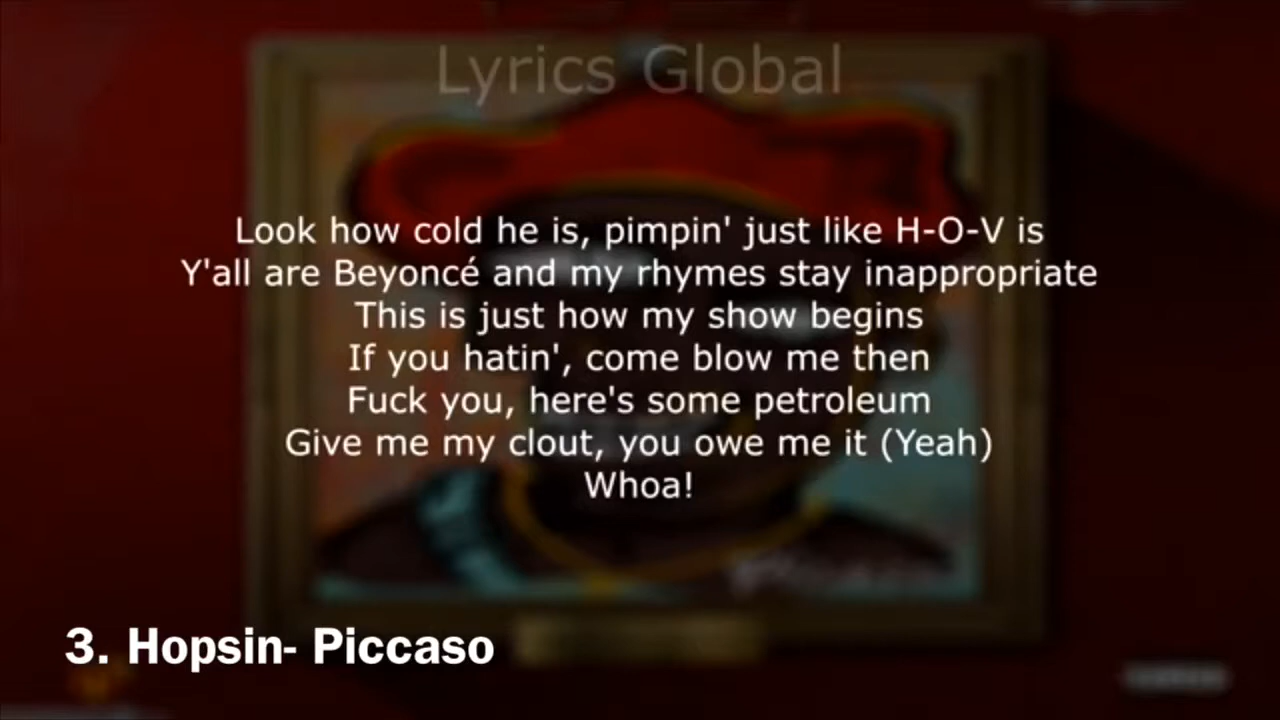 Lyrics Global
Look how cold he is, pimpin' just like H-O-V is
Y'all are Beyoncé and my rhymes stay inappropriate
This is just how my show begins
If you hatin', come blow me then
Fuck you, here's some petroleum
Give me my clout, you owe me it (Yeah)
Whoa!
3. Hopsin- Piccaso